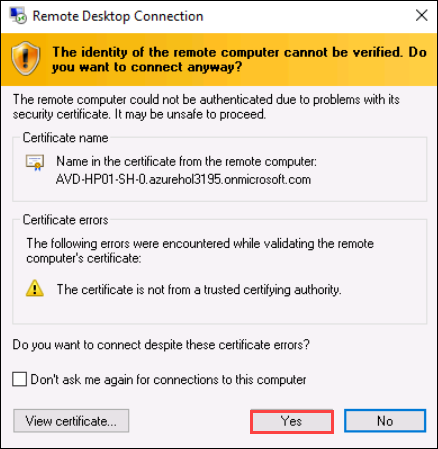 Remote Desktop Connection
The identity of the remote computer cannot be verified. Do
you want to connect anyway?
The remote computer could not be authenticated due to problems with its
security certificate. It may be unsafe to proceed.
Certificate name
Name in the certificate from the remote computer:
AVD-HP01-SH-0.azurehol3195.onmicrosoft.com
Certificate errors
The following errors were encountered while validating the remote
computer's certificate:
The certificate is not from a trusted certifying authority.
Do you want to connect despite these certificate errors?
Don't ask me again for connections to this computer
View certificate... Yes No